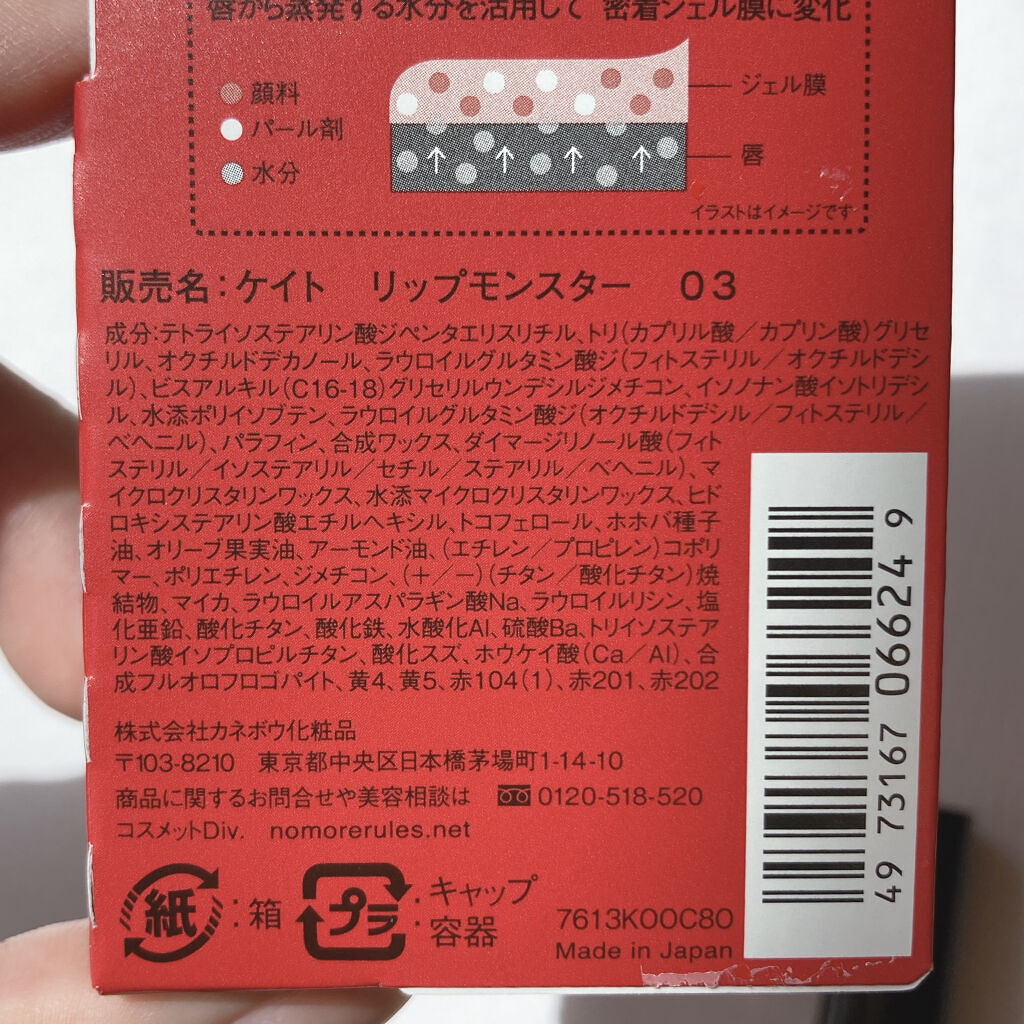 唇から蒸発する水分を活用して 密着ジェル膜に変化
顔料
パール剤
水分
ジェル膜
唇
イラストはイメージです
販売名:ケイト リップモンスター 03
成分:テトライソステアリン酸ジペンタエリスリチル、トリ(カプリル酸/カプリン酸)グリセ
リル、オクチルドデカノール、ラウロイルグルタミン酸ジ(フィトステリル/オクチルドデシ
ル)、ビスアルキル(C16-18)グリセリルウンデシルジメチコン、イソノナン酸イソトリデシ
ル、水添ポリイソブテン、ラウロイルグルタミン酸ジ(オクチルドデシル/フィトステリル/
ベヘニル)、パラフィン、合成ワックス、ダイマージリノール酸(フィト
ステリル/イソステアリル/セチル/ステアリル/ベヘニル)、マ
イクロクリスタリンワックス、水添マイクロクリスタリンワックス、ヒド
ロキシステアリン酸エチルヘキシル、トコフェロール、ホホバ種子
油、オリーブ果実油、アーモンド油、(エチレン/プロピレン)コポリ
マー、ポリエチレン、ジメチコン、(+/-)(チタン/酸化チタン)焼
結物、マイカ、ラウロイルアスパラギン酸Na、ラウロイルリシン、塩
化亜鉛、酸化チタン、酸化鉄、水酸化Al、硫酸Ba、トリイソステア
リン酸イソプロピルチタン、酸化スズ、ホウケイ酸(Ca/Al)、合
成フルオロフロゴパイト、黄4、黄5、赤104(1)、赤201、赤202
株式会社カネボウ化粧品
〒103-8210 東京都中央区日本橋茅場町1-14-10
商品に関するお問合せや美容相談は 0120-518-520
コスメットDiv. nomorerules.net
紙:箱
プラ:キャップ
:容器
7613K00C80
Made in Japan
49 73167 06624 9